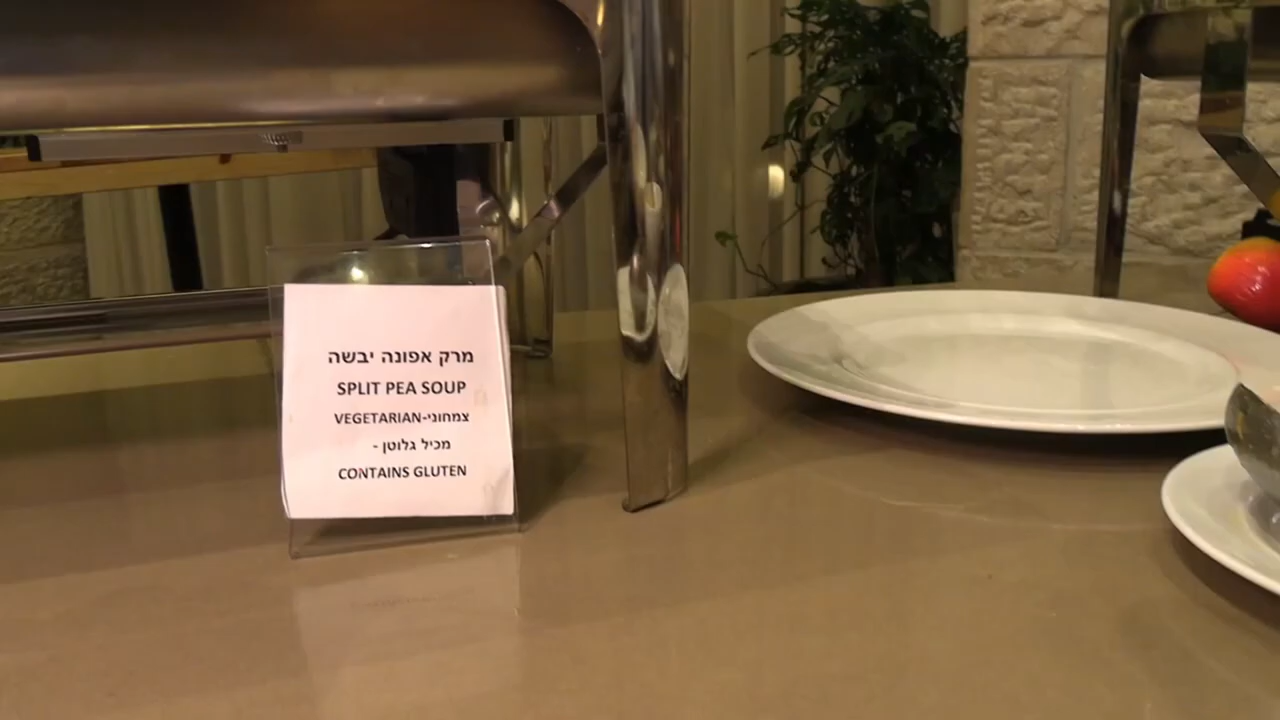 מרק אפונה יבשה
SPLIT PEA SOUP
VEGETARIAN-צמחוני
מכיל גלוטן -
CONTAINS GLUTEN